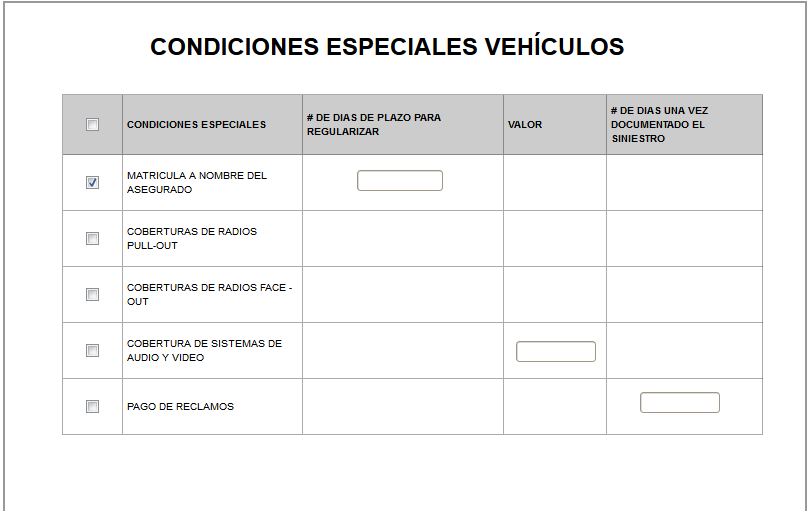 CONDICIONES ESPECIALES VEHÍCULOS
CONDICIONES ESPECIALES
# DE DIAS DE PLAZO PARA
REGULARIZAR
VALOR
# DE DIAS UNA VEZ
DOCUMENTADO EL
SINIESTRO
MATRICULA A NOMBRE DEL
ASEGURADO
COBERTURAS DE RADIOS
PULL-OUT
COBERTURAS DE RADIOS FACE -
OUT
COBERTURA DE SISTEMAS DE
AUDIO Y VIDEO
PAGO DE RECLAMOS